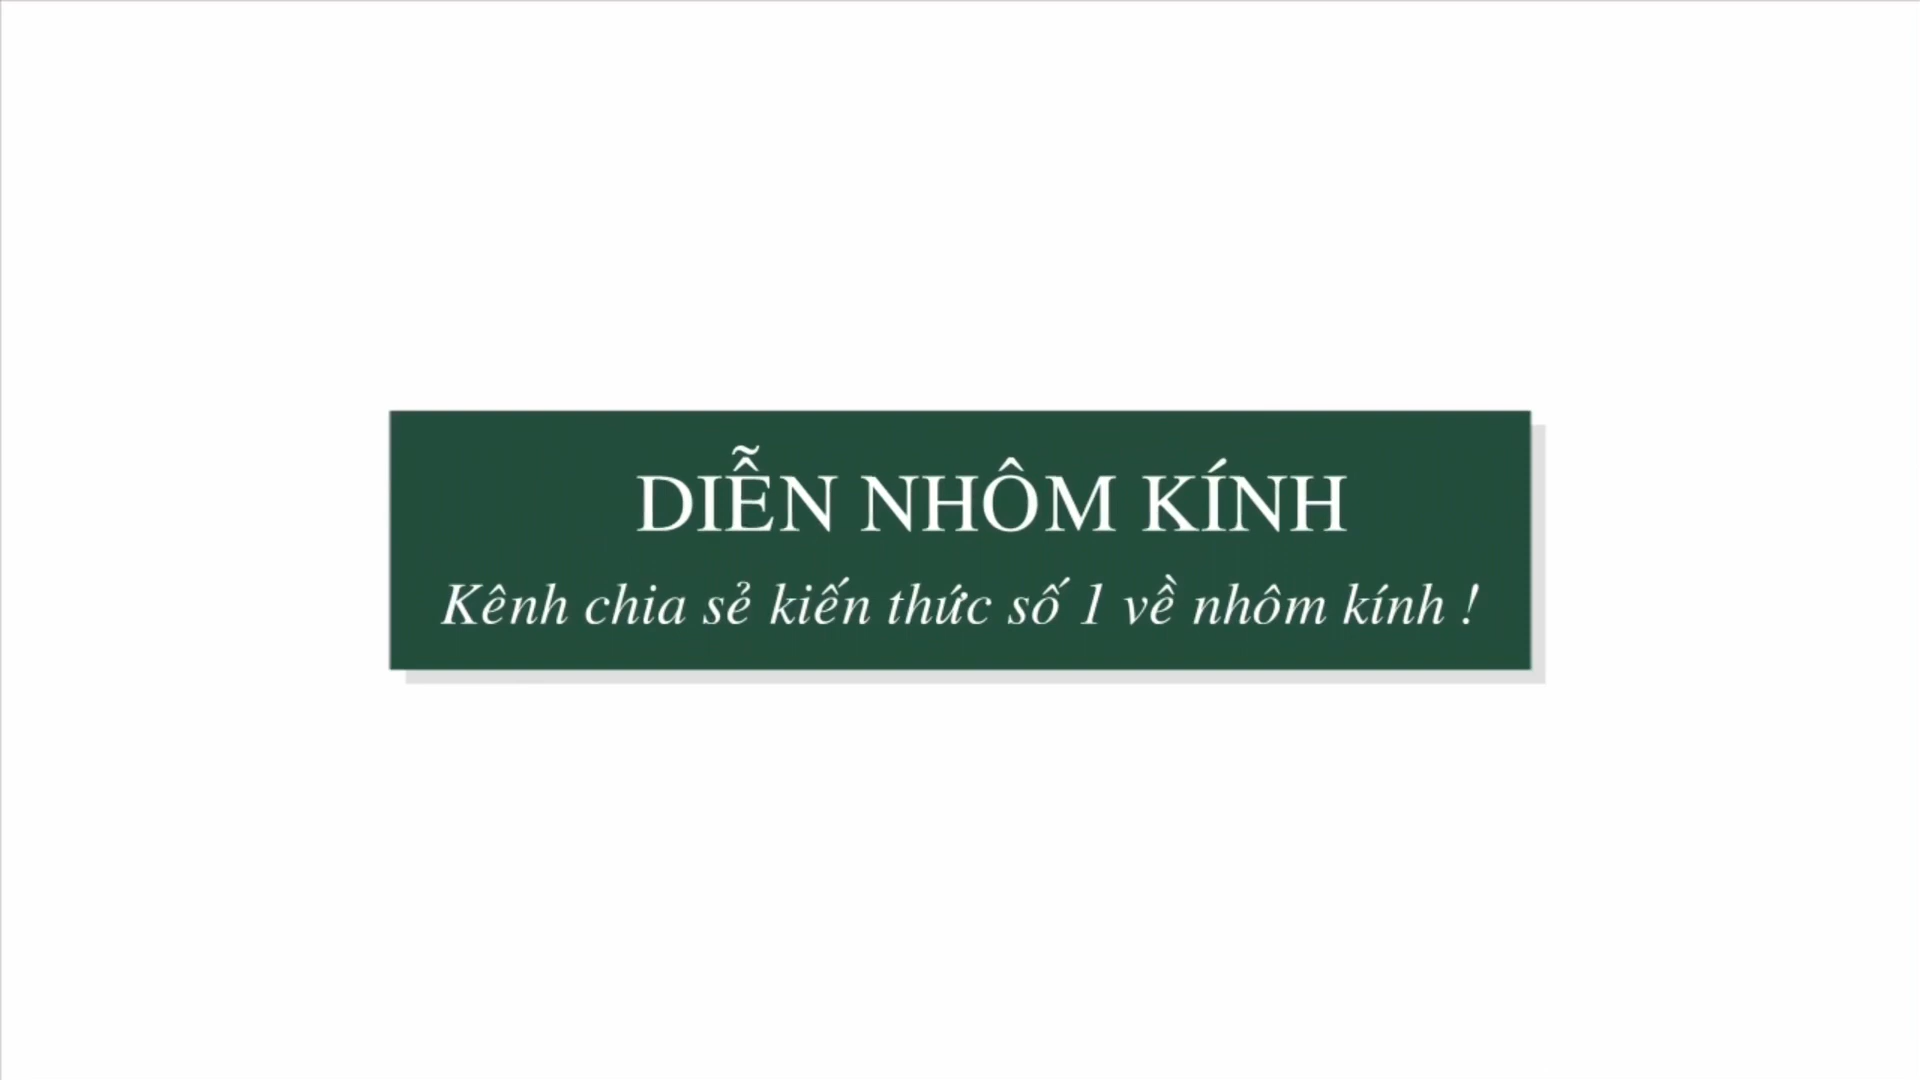 DIỄN NHÔM KÍNH
Kênh chia sẻ kiến thức số 1 về nhôm kính !